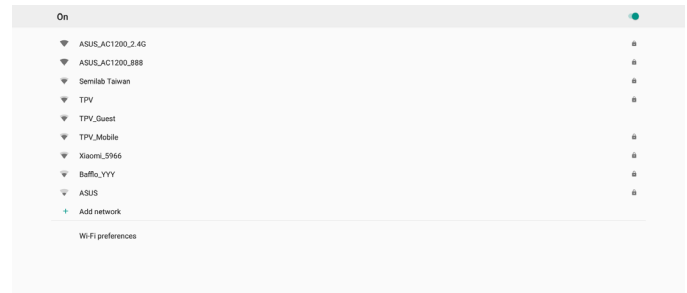 On
ASUS_AC1200_2.4G
ASUS_AC1200_888
Semilab Taiwan
TPV
TPV_Guest
TPV_Mobile
Xiaomi_5966
Bafflo_YYY
ASUS
+ Add network
Wi-Fi preferences